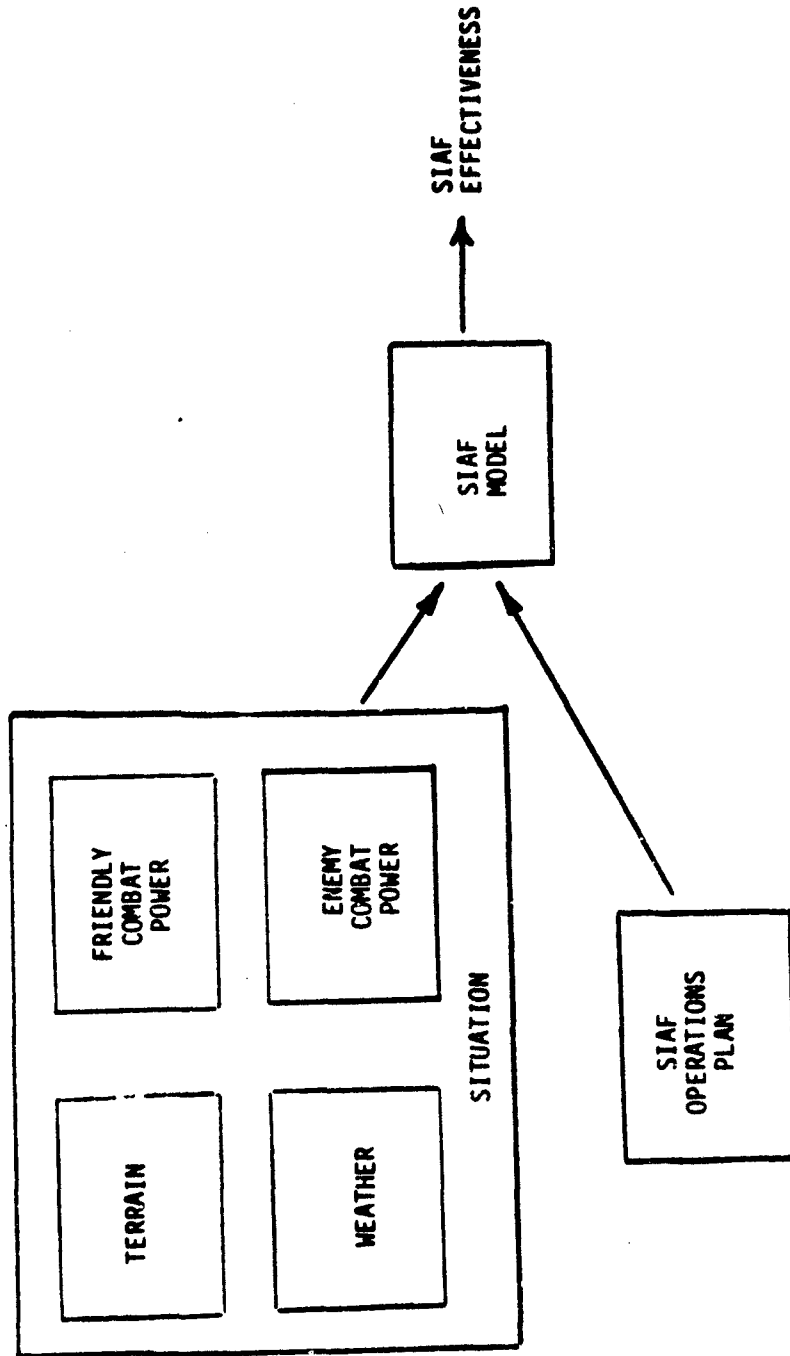 TERRAIN
FRIENDLY
COMBAT
POWER
WEATHER
ENEMY
COMBAT
POWER
SITUATION
SIAF
OPERATIONS
PLAN
SIAF
MODEL
SIAF
EFFECTIVENESS